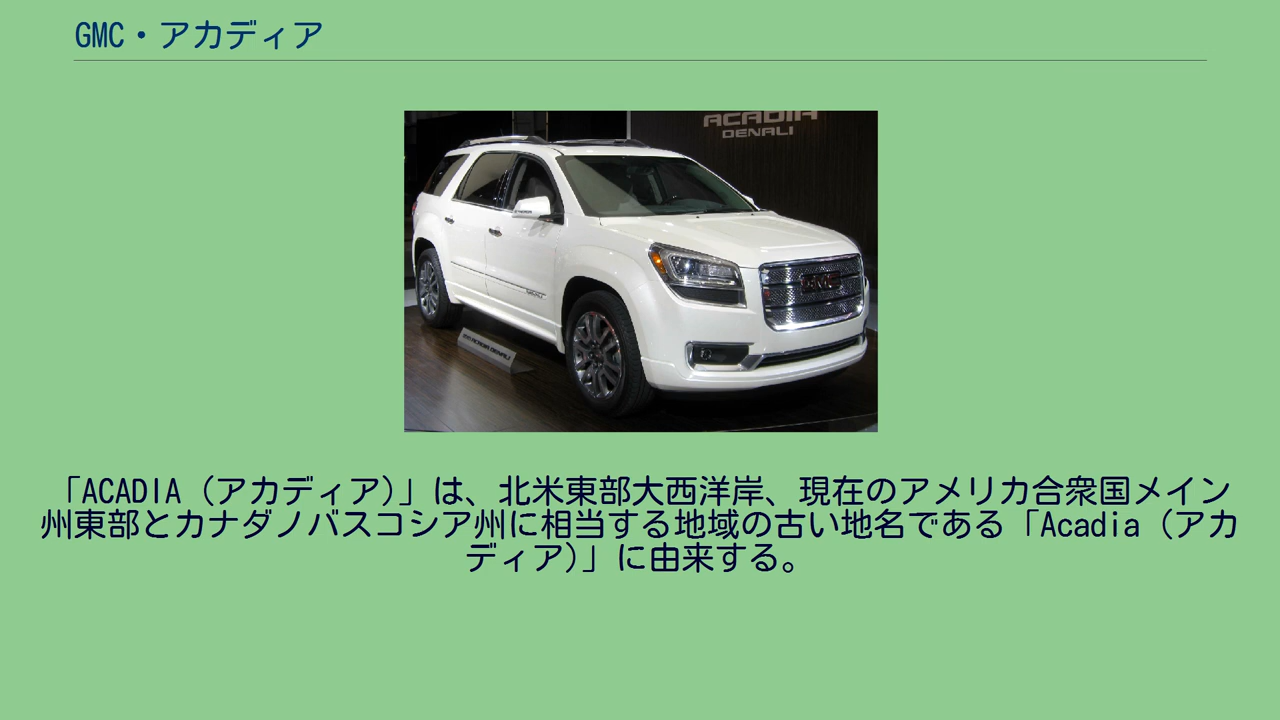 GMC・アカディア
ACADIA
DENALI
GMC
2013 ACADIA DENALI
「ACADIA (アカディア)」は、北米東部大西洋岸、現在のアメリカ合衆国メイン
州東部とカナダノバスコシア州に相当する地域の古い地名である「Acadia (アカ
ディア)」に由来する。